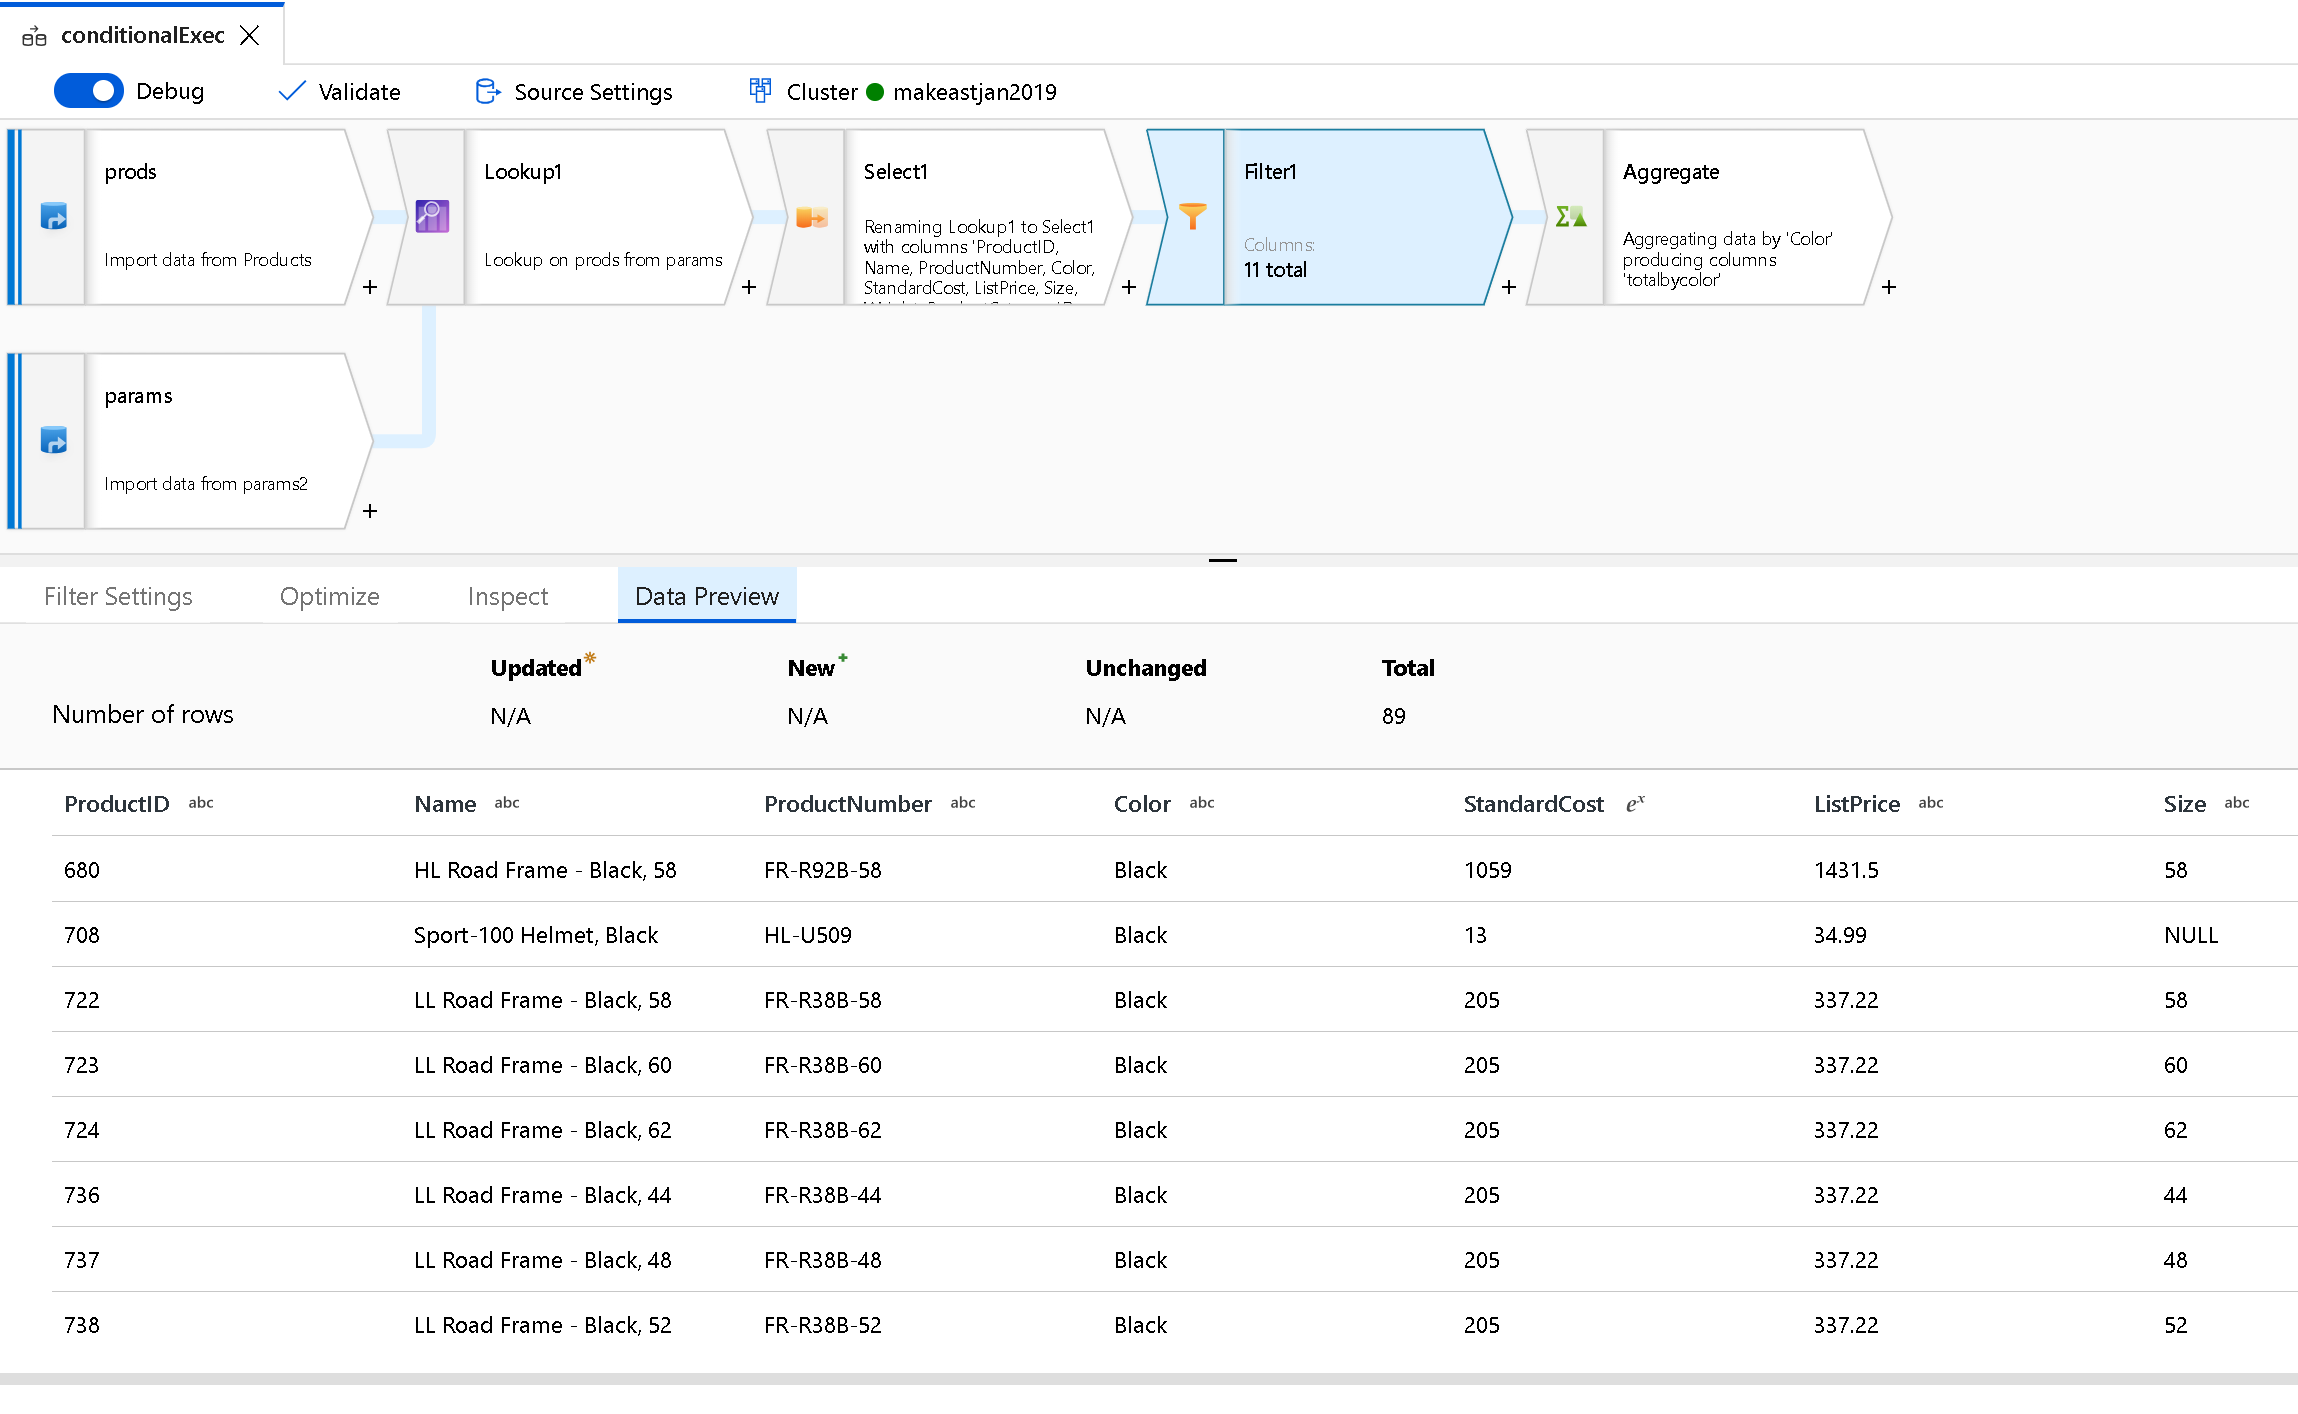 conditionalExec
Debug
Validate
Source Settings
Cluster makeastjan2019
prods
Import data from Products
+
Lookup1
Lookup on prods from params
+
Select1
Renaming Lookup1 to Select1
with columns 'ProductID,
Name, ProductNumber, Color,
StandardCost, ListPrice, Size,
+
Filter1
Columns:
11 total
+
Aggregate
Aggregating data by 'Color'
producing columns
'totalbycolor'
+
params
Import data from params2
+
Filter Settings Optimize Inspect Data Preview
Updated* New+ Unchanged Total
Number of rows N/A N/A N/A 89
ProductID abc Name abc ProductNumber abc Color abc StandardCost eˣ ListPrice abc Size abc
680 HL Road Frame - Black, 58 FR-R92B-58 Black 1059 1431.5 58
708 Sport-100 Helmet, Black HL-U509 Black 13 34.99 NULL
722 LL Road Frame - Black, 58 FR-R38B-58 Black 205 337.22 58
723 LL Road Frame - Black, 60 FR-R38B-60 Black 205 337.22 60
724 LL Road Frame - Black, 62 FR-R38B-62 Black 205 337.22 62
736 LL Road Frame - Black, 44 FR-R38B-44 Black 205 337.22 44
737 LL Road Frame - Black, 48 FR-R38B-48 Black 205 337.22 48
738 LL Road Frame - Black, 52 FR-R38B-52 Black 205 337.22 52